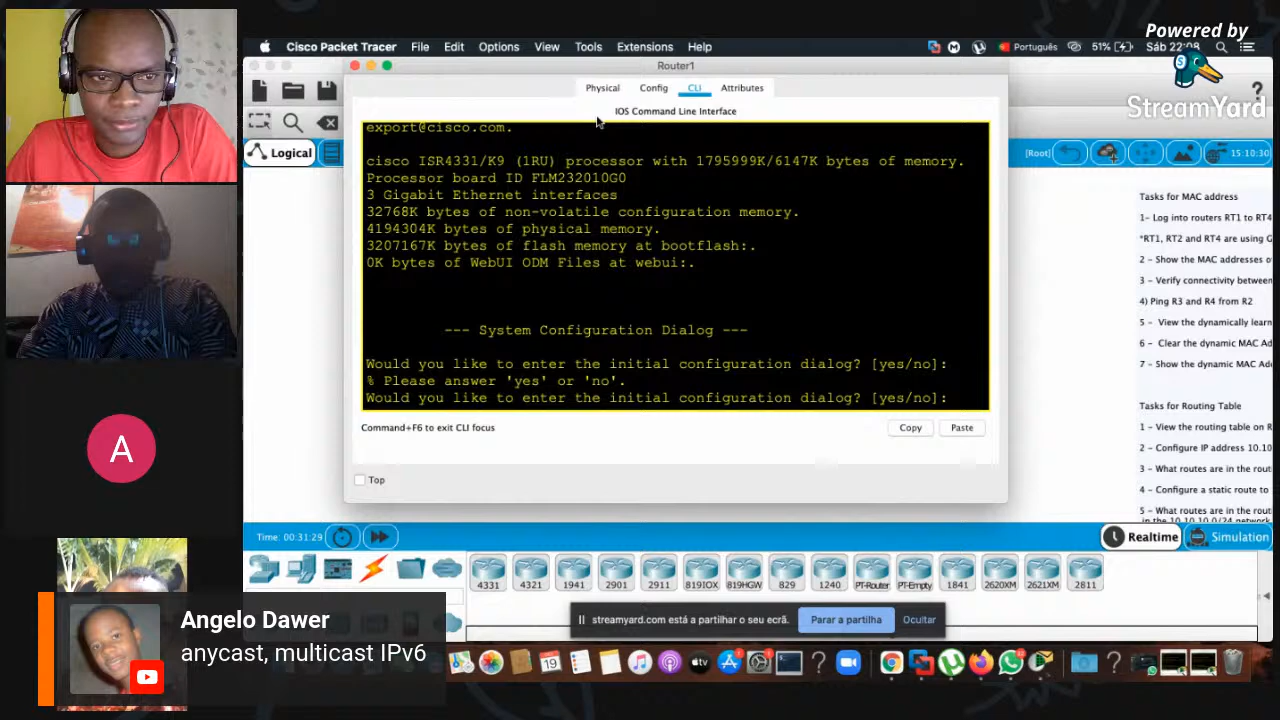 Powered by
StreamYard
Cisco Packet Tracer File Edit Options View Tools Extensions Help
Português 51% Sáb 22:08
Router1
Physical Config CLI Attributes
IOS Command Line Interface
export@cisco.com.
cisco ISR4331/K9 (1RU) processor with 1795999K/6147K bytes of memory.
Processor board ID FLM232010G0
3 Gigabit Ethernet interfaces
32768K bytes of non-volatile configuration memory.
4194304K bytes of physical memory.
3207167K bytes of flash memory at bootflash:.
0K bytes of WebUI ODM Files at webui:.
--- System Configuration Dialog ---
Would you like to enter the initial configuration dialog? [yes/no]:
% Please answer 'yes' or 'no'.
Would you like to enter the initial configuration dialog? [yes/no]:
Command+F6 to exit CLI focus
Copy Paste
Top
Logical
[Root] 15:10:30
Tasks for MAC address
1- Log into routers RT1 to RT4
*RT1, RT2 and RT4 are using G
2 - Show the MAC addresses o
3 - Verify connectivity between
4) Ping R3 and R4 from R2
5 - View the dynamically learn
6 - Clear the dynamic MAC Ad
7 - Show the dynamic MAC Ad
Tasks for Routing Table
1 - View the routing table on R
2 - Configure IP address 10.10
3 - What routes are in the rout
4 - Configure a static route to
5 - What routes are in the rout
in the 10.10.10.0/24 network
Time: 00:31:29
Realtime Simulation
4331 4321 1941 2901 2911 819IOX 819HGW 829 1240 PT-Router PT-Empty 1841 2620XM 2621XM 2811
streamyard.com está a partilhar o seu ecrã. Parar a partilha Ocultar
A
Angelo Dawer
anycast, multicast IPv6
19